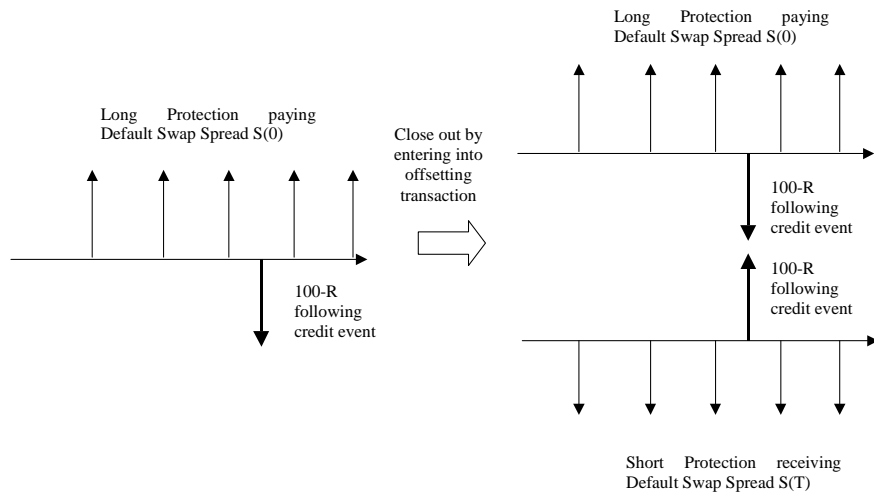 Long Protection paying
Default Swap Spread S(0)
100-R
following
credit event
Close out by
entering into
offsetting
transaction
Long Protection paying
Default Swap Spread S(0)
100-R
following
credit event
100-R
following
credit event
Short Protection receiving
Default Swap Spread S(T)